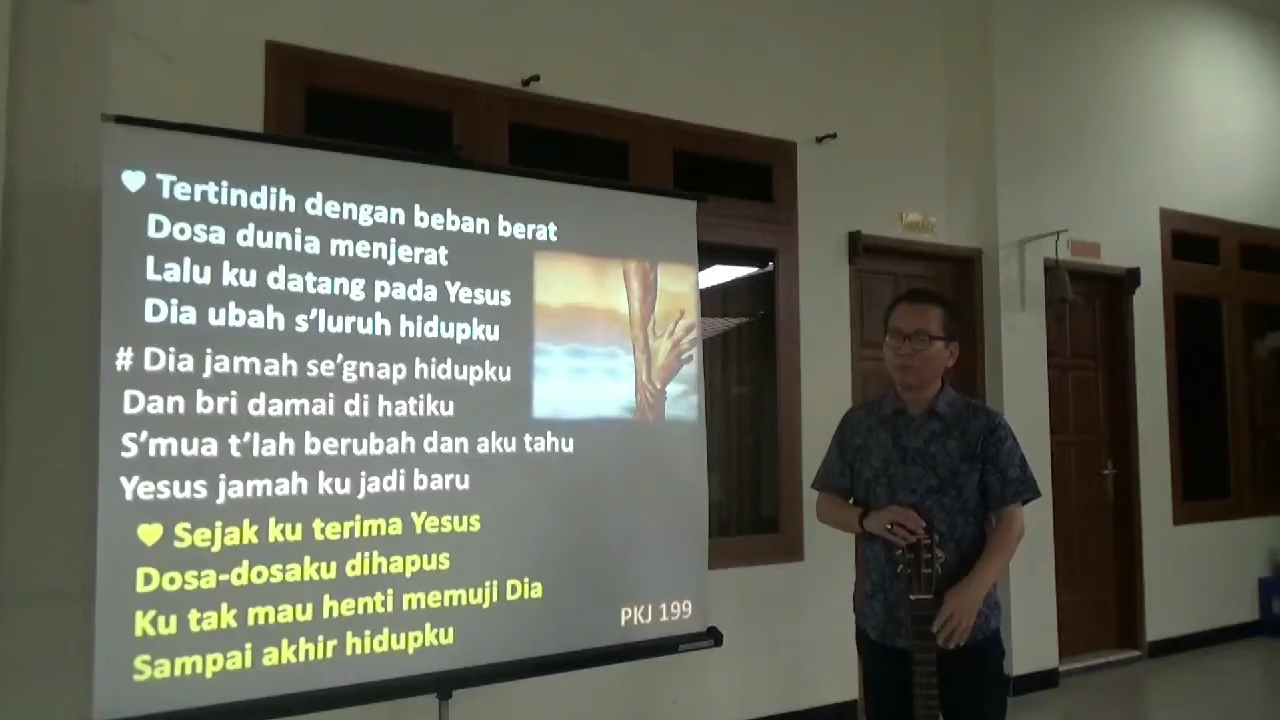 ♥ Tertindih dengan beban berat
Dosa dunia menjerat
Lalu ku datang pada Yesus
Dia ubah s’luruh hidupku
# Dia jamah se’gnap hidupku
Dan bri damai di hatiku
S’mua t’lah berubah dan aku tahu
Yesus jamah ku jadi baru
♥ Sejak ku terima Yesus
Dosa-dosaku dihapus
Ku tak mau henti memuji Dia
Sampai akhir hidupku
PKJ 199